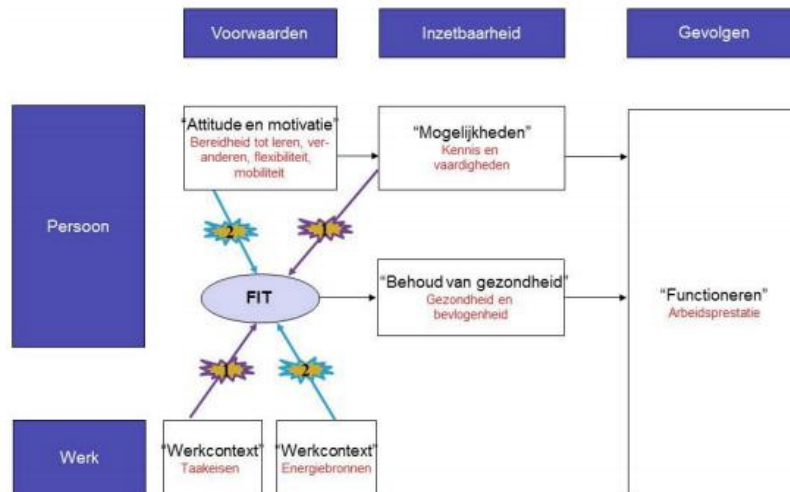 Voorwaarden
Inzetbaarheid
Gevolgen
Persoon
“Attitude en motivatie”
Bereidheid tot leren, ver-
anderen, flexibiliteit,
mobiliteit
“Mogelijkheden”
Kennis en
vaardigheden
2
1
FIT
“Behoud van gezondheid”
Gezondheid en
bevlogenheid
“Functioneren”
Arbeidsprestatie
1
2
Werk
“Werkcontext”
Taakeisen
“Werkcontext”
Energiebronnen